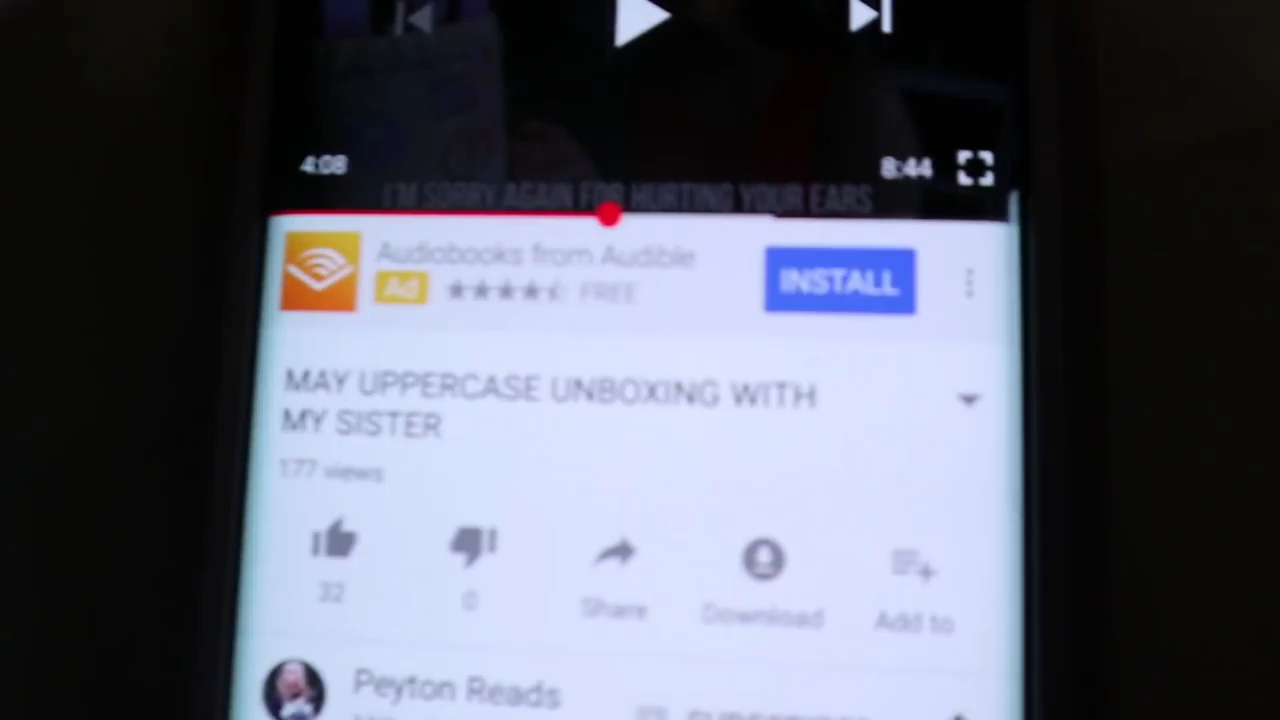 4:08
8:44
I'M SORRY AGAIN FOR HURTING YOUR EARS
Audiobooks from Audible
Ad
FREE
INSTALL
MAY UPPERCASE UNBOXING WITH
MY SISTER
177 views
32
0
Share
Download
Add to
Peyton Reads